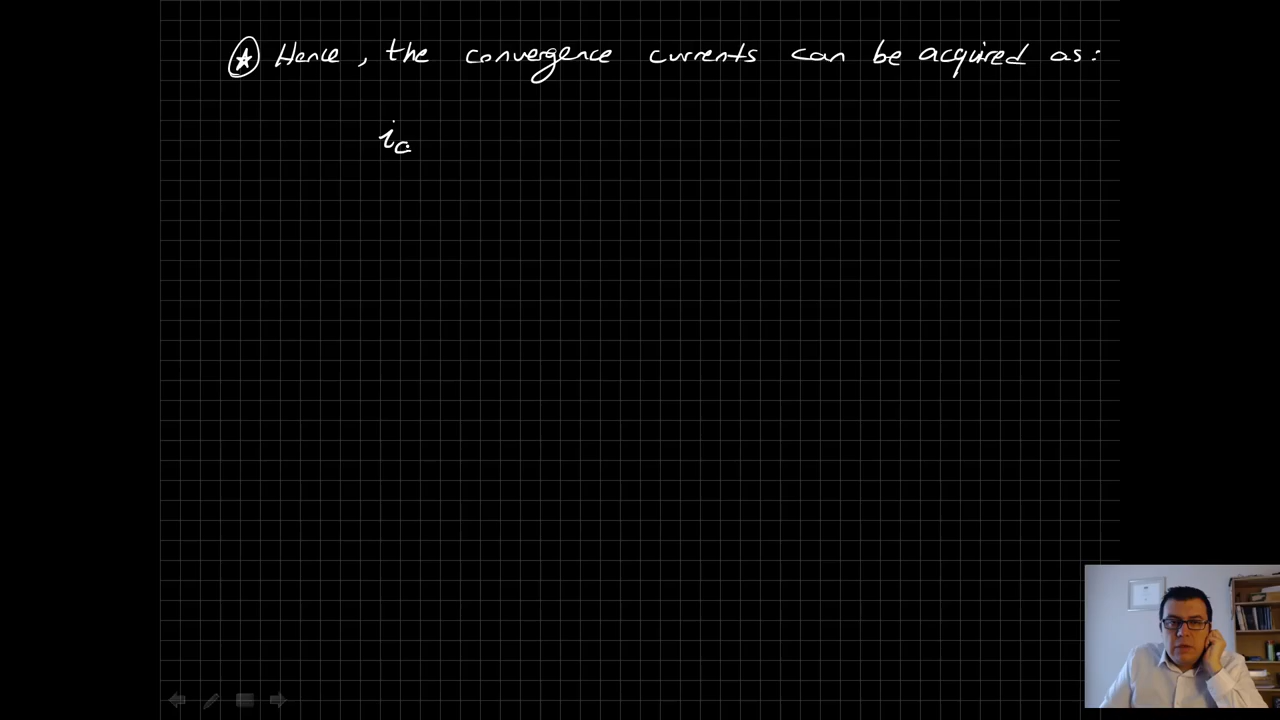 ⍟ Hence, the convergence currents can be acquired as:
i_c